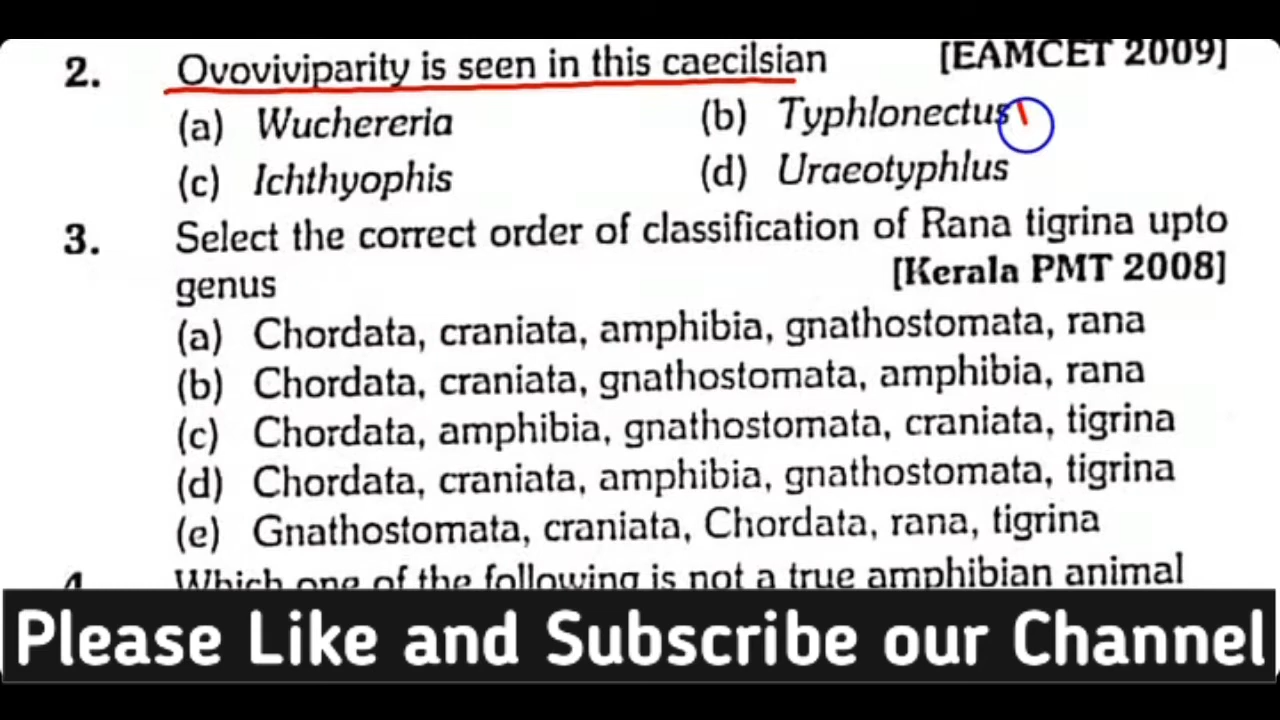 2. Ovoviviparity is seen in this caecilsian [EAMCET 2009]
(a) Wuchereria (b) Typhlonectus
(c) Ichthyophis (d) Uraeotyphlus
3. Select the correct order of classification of Rana tigrina upto
genus [Kerala PMT 2008]
(a) Chordata, craniata, amphibia, gnathostomata, rana
(b) Chordata, craniata, gnathostomata, amphibia, rana
(c) Chordata, amphibia, gnathostomata, craniata, tigrina
(d) Chordata, craniata, amphibia, gnathostomata, tigrina
(e) Gnathostomata, craniata, Chordata, rana, tigrina
4. Which one of the following is not a true amphibian animal
Please Like and Subscribe our Channel